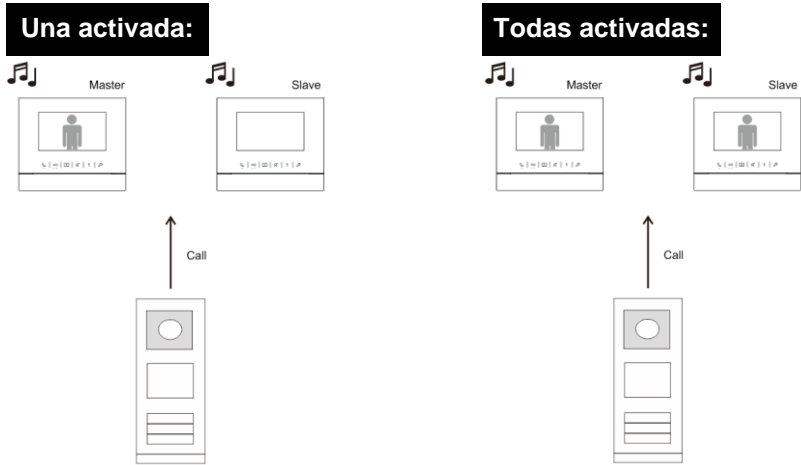 Una activada:
Todas activadas:
Master
Slave
Master
Slave
Call
Call